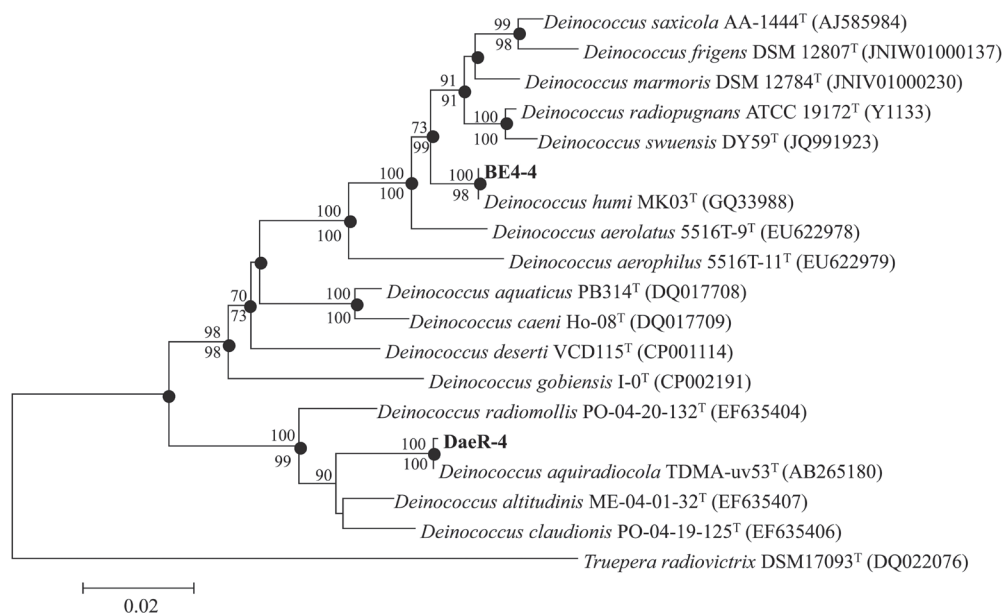 Deinococcus saxicola AA-1444ᵀ (AJ585984)
99
98
Deinococcus frigens DSM 12807ᵀ (JNIW01000137)
91
91
Deinococcus marmoris DSM 12784ᵀ (JNIV01000230)
Deinococcus radiopugnans ATCC 19172ᵀ (Y1133)
100
100
Deinococcus swuensis DY59ᵀ (JQ991923)
73
99
BE4-4
100
98
Deinococcus humi MK03ᵀ (GQ33988)
100
100
Deinococcus aerolatus 5516T-9ᵀ (EU622978)
100
100
Deinococcus aerophilus 5516T-11ᵀ (EU622979)
Deinococcus aquaticus PB314ᵀ (DQ017708)
100
100
Deinococcus caeni Ho-08ᵀ (DQ017709)
70
73
Deinococcus deserti VCD115ᵀ (CP001114)
98
98
Deinococcus gobiensis I-0ᵀ (CP002191)
Deinococcus radiomollis PO-04-20-132ᵀ (EF635404)
100
99
DaeR-4
100
100
Deinococcus aquiradiocola TDMA-uv53ᵀ (AB265180)
90
Deinococcus altitudinis ME-04-01-32ᵀ (EF635407)
Deinococcus claudionis PO-04-19-125ᵀ (EF635406)
Truepera radiovictrix DSM17093ᵀ (DQ022076)
0.02